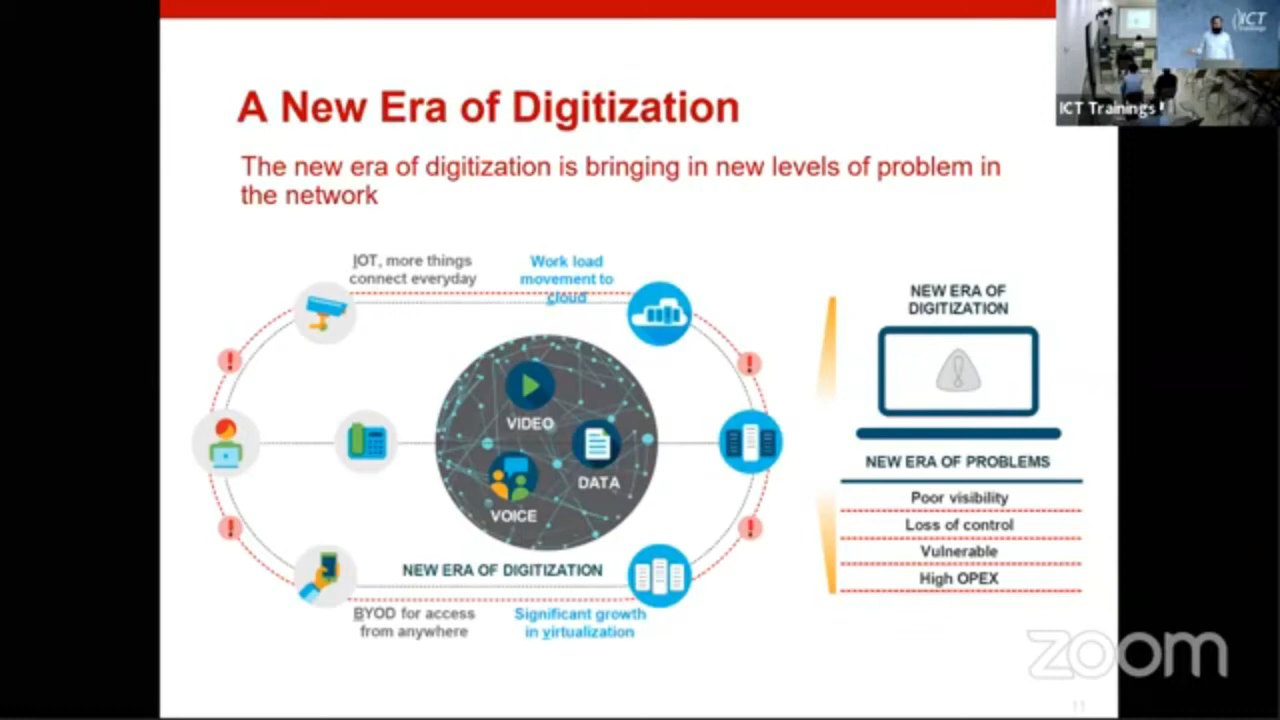 ICT
Trainings
ICT Trainings
A New Era of Digitization
The new era of digitization is bringing in new levels of problem in
the network
IOT, more things
connect everyday
Work load
movement to
cloud
VIDEO
DATA
VOICE
NEW ERA OF DIGITIZATION
BYOD for access
from anywhere
Significant growth
in virtualization
NEW ERA OF
DIGITIZATION
NEW ERA OF PROBLEMS
Poor visibility
Loss of control
Vulnerable
High OPEX
zoom
11